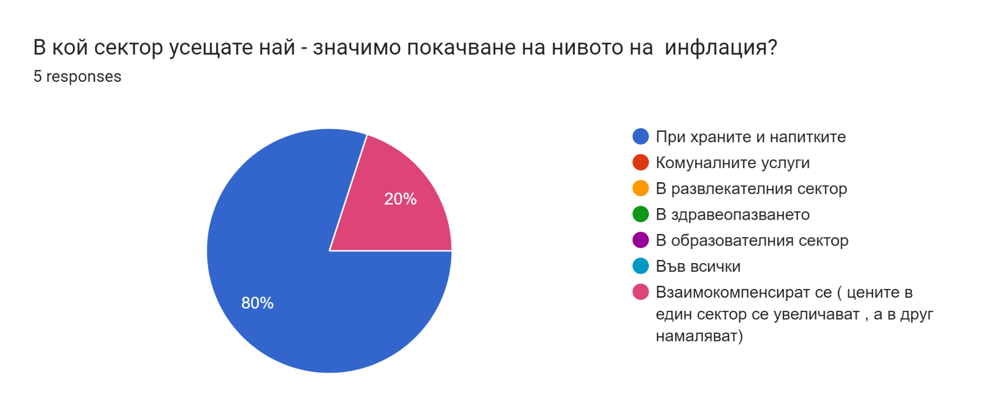 В кой сектор усещате най - значимо покачване на нивото на  инфлация?
5 responses
20%
80%
При храните и напитките
Комуналните услуги
В развлекателния сектор
В здравеопазването
В образователния сектор
Във всички
Взаимокомпенсират се ( цените в
един сектор се увеличават , а в друг
намаляват)